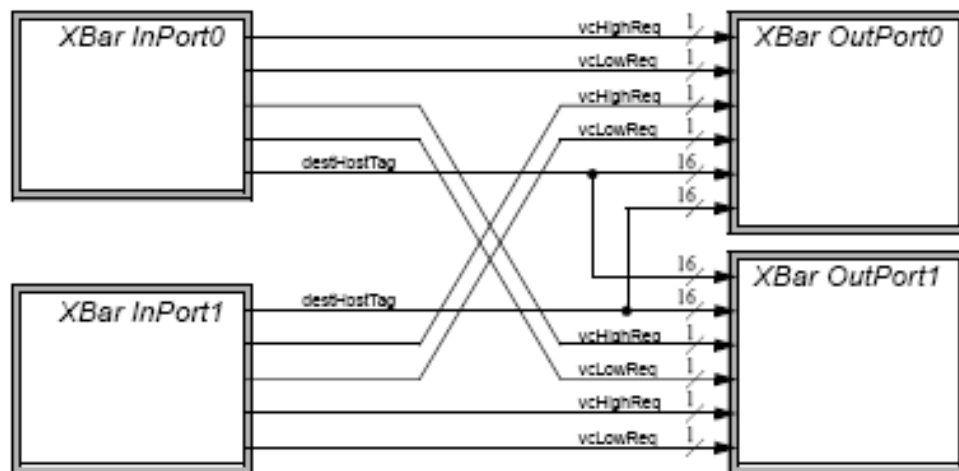 XBar InPort0
vcHighReq 1
XBar OutPort0
vcLowReq 1
vcHighReq 1
vcLowReq 1
destHostTag
16
16
XBar InPort1
16
XBar OutPort1
destHostTag
16
vcHighReq 1
vcLowReq 1
vcHighReq 1
vcLowReq 1